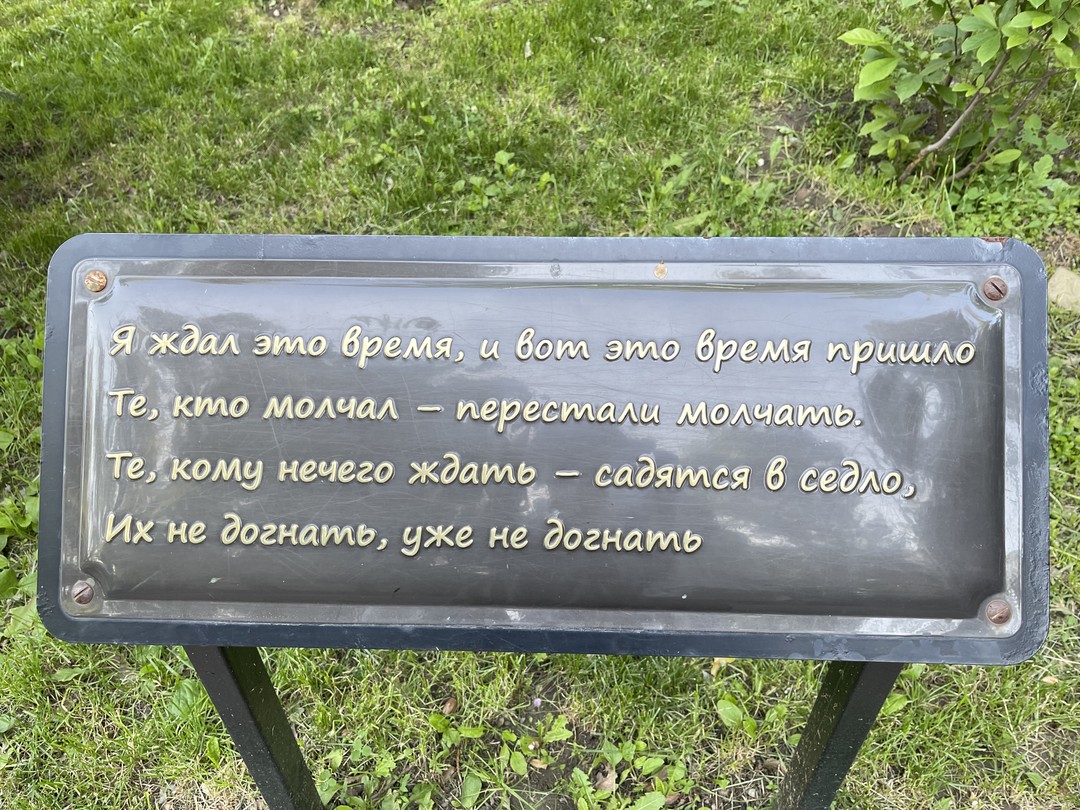 Я ждал это время, и вот это время пришло
Те, кто молчал – перестали молчать.
Те, кому нечего ждать – садятся в седло,
Их не догнать, уже не догнать